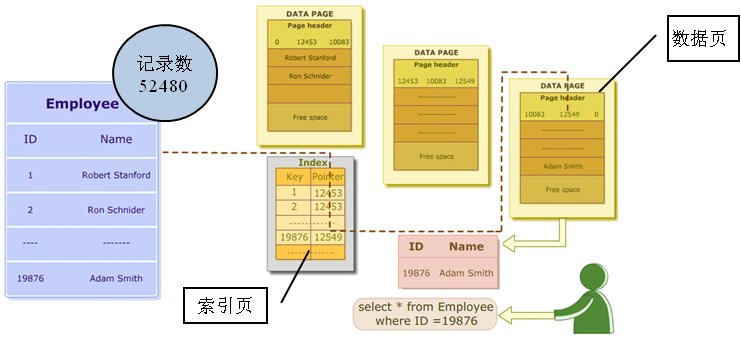 记录数
52480
Employee
ID Name
1 Robert Stanford
2 Ron Schnider
---- -------
19876 Adam Smith
DATA PAGE
Page header
0 12453 10083
Robert Stanford
Ron Schnider
Free space
DATA PAGE
Page header
12453 10083 12549
-------------
-------------
-------------
Free space
DATA PAGE
Page header
10083 12549 0
-------------
-------------
Adam Smith
Free space
数据页
Index
Key Pointer
1 12453
2 12453
-------------
19876 12549
-------------
索引页
ID Name
19876 Adam Smith
select * from Employee
where ID =19876